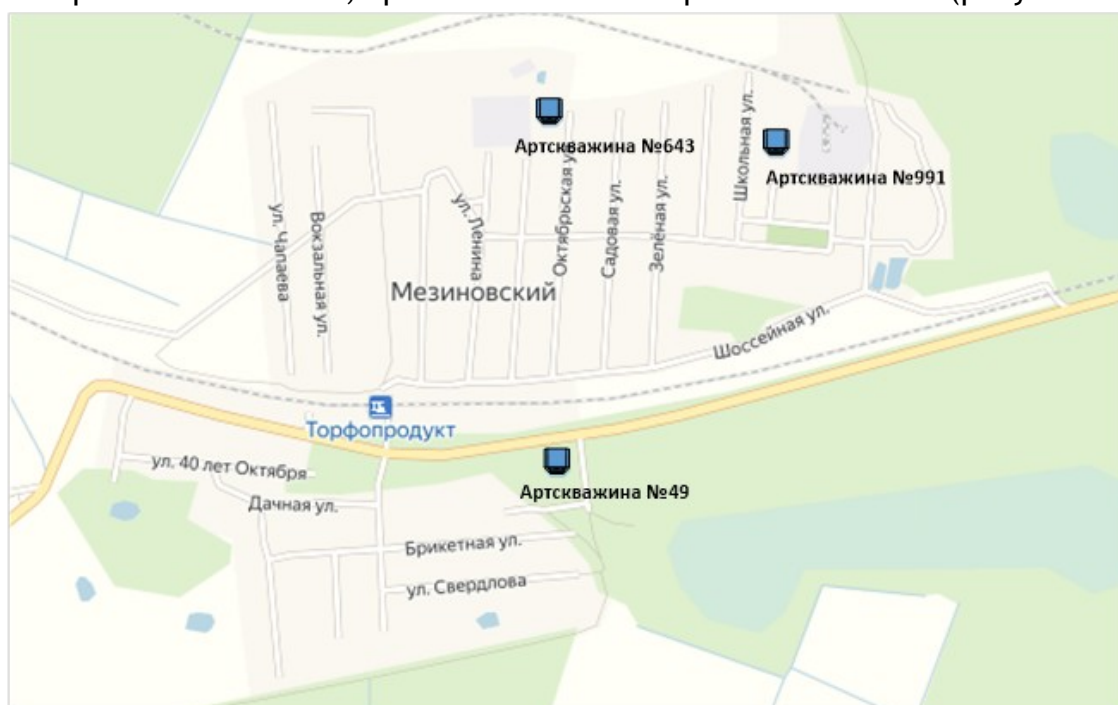 Школьная ул.
Артскважина №643
Артскважина №991
Октябрьская ул.
Садовая ул.
Зелёная ул.
ул. Ленина
ул. Чапаева
Вокзальная ул.
Мезиновский
Шоссейная ул.
Торфопродукт
ул. 40 лет Октября
Артскважина №49
Дачная ул.
Брикетная ул.
ул. Свердлова